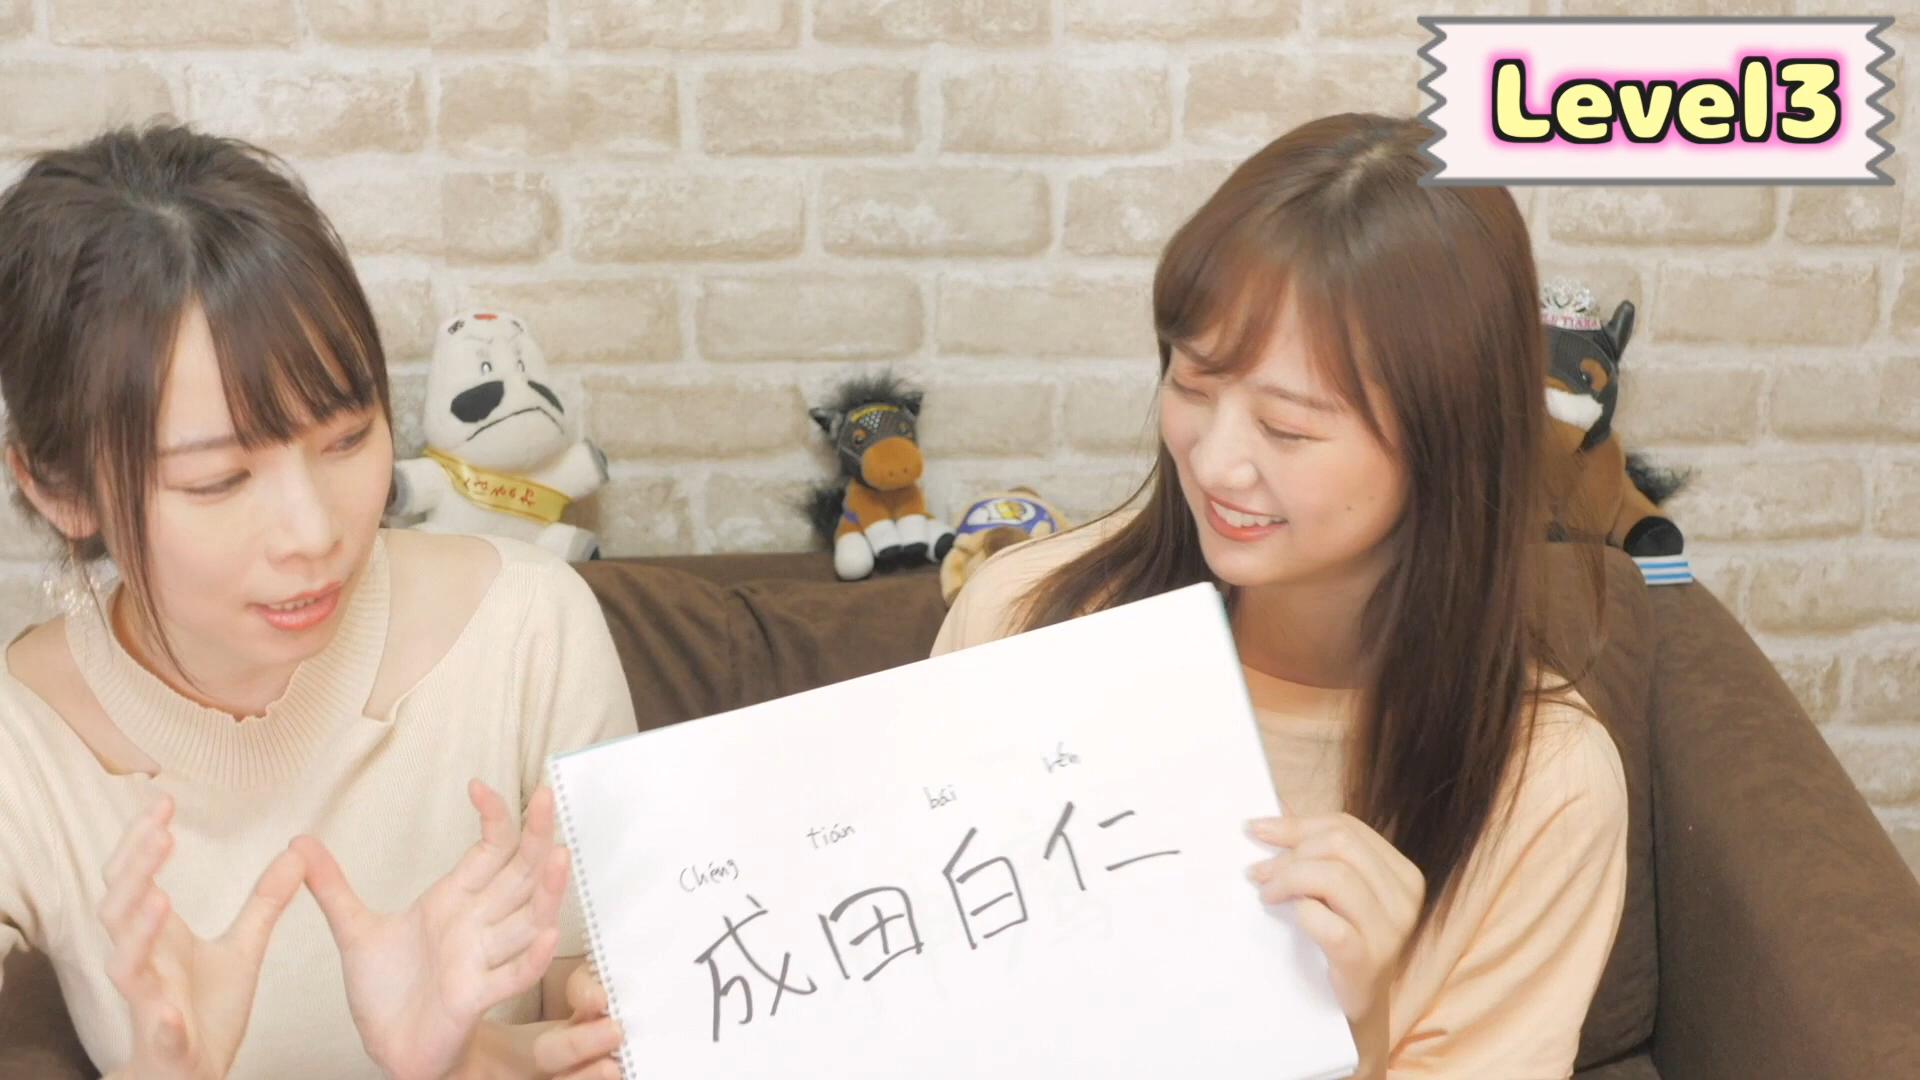 Level3
Chéng tián bái rén
成田白仁